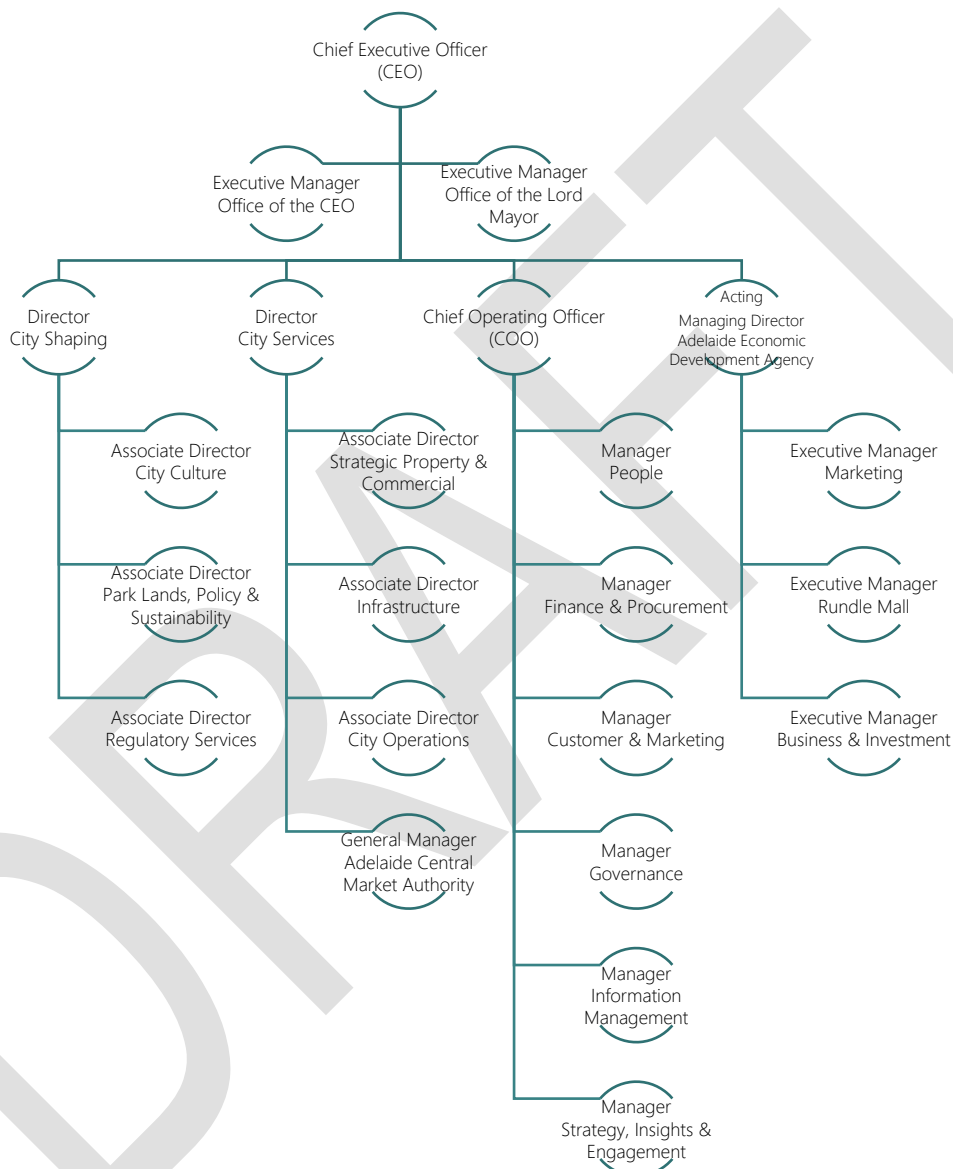 Chief Executive Officer
(CEO)
Executive Manager
Office of the CEO
Executive Manager
Office of the Lord
Mayor
Director
City Shaping
Director
City Services
Chief Operating Officer
(COO)
Acting
Managing Director
Adelaide Economic
Development Agency
Associate Director
City Culture
Associate Director
Park Lands, Policy &
Sustainability
Associate Director
Regulatory Services
Associate Director
Strategic Property &
Commercial
Associate Director
Infrastructure
Associate Director
City Operations
General Manager
Adelaide Central
Market Authority
Manager
People
Manager
Finance & Procurement
Manager
Customer & Marketing
Manager
Governance
Manager
Information
Management
Manager
Strategy, Insights &
Engagement
Executive Manager
Marketing
Executive Manager
Rundle Mall
Executive Manager
Business & Investment
DRAFT